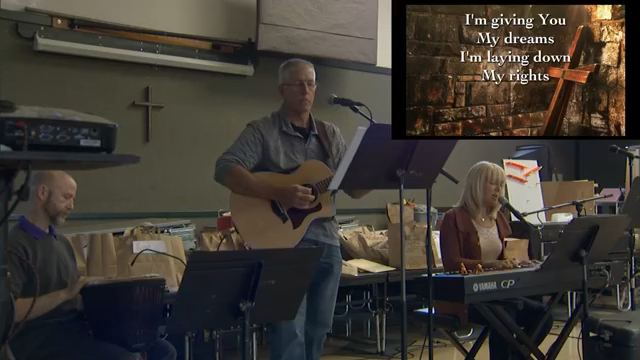 I'm giving You
My dreams
I'm laying down
My rights
YAMAHA CP